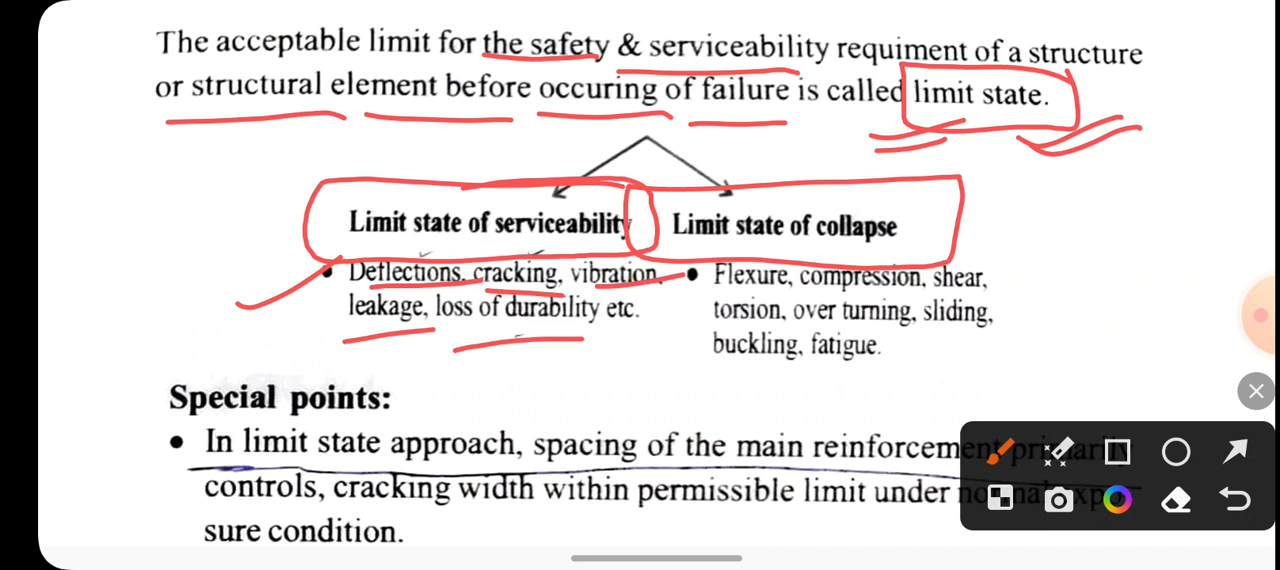 The acceptable limit for the safety & serviceability requiment of a structure
or structural element before occuring of failure is called limit state.
Limit state of serviceability
Limit state of collapse
• Deflections, cracking, vibration,
leakage, loss of durability etc.
• Flexure, compression, shear,
torsion, over turning, sliding,
buckling, fatigue.
Special points:
• In limit state approach, spacing of the main reinforcement
controls, cracking width within permissible limit under
sure condition.